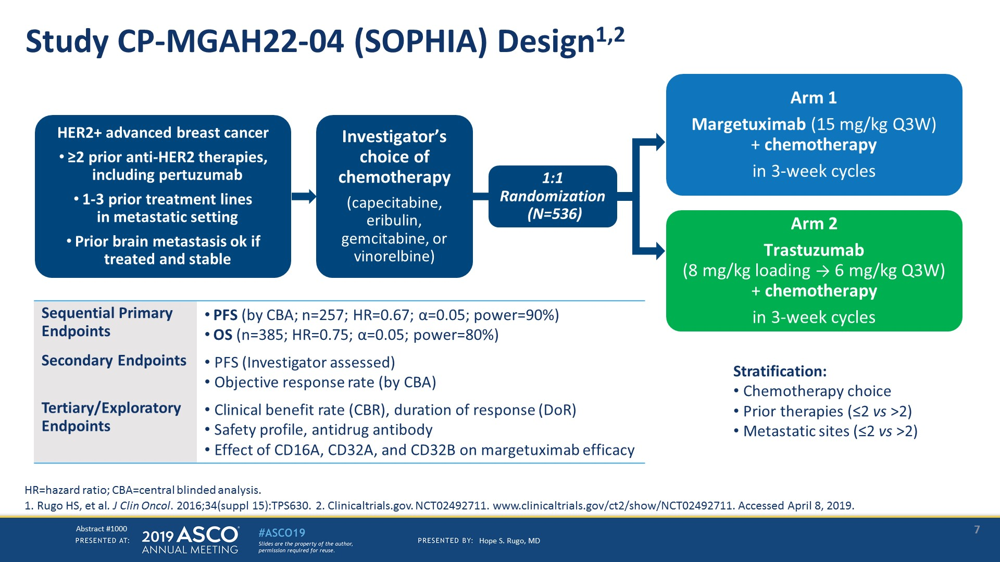 Study CP-MGAH22-04 (SOPHIA) Design1,2
HER2+ advanced breast cancer
• ≥2 prior anti-HER2 therapies,
including pertuzumab
• 1-3 prior treatment lines
in metastatic setting
• Prior brain metastasis ok if
treated and stable
Investigator’s
choice of
chemotherapy
(capecitabine,
eribulin,
gemcitabine, or
vinorelbine)
1:1
Randomization
(N=536)
Arm 1
Margetuximab (15 mg/kg Q3W)
+ chemotherapy
in 3-week cycles
Arm 2
Trastuzumab
(8 mg/kg loading → 6 mg/kg Q3W)
+ chemotherapy
in 3-week cycles
Sequential Primary
Endpoints
• PFS (by CBA; n=257; HR=0.67; α=0.05; power=90%)
• OS (n=385; HR=0.75; α=0.05; power=80%)
Secondary Endpoints
• PFS (Investigator assessed)
• Objective response rate (by CBA)
Tertiary/Exploratory
Endpoints
• Clinical benefit rate (CBR), duration of response (DoR)
• Safety profile, antidrug antibody
• Effect of CD16A, CD32A, and CD32B on margetuximab efficacy
Stratification:
• Chemotherapy choice
• Prior therapies (≤2 vs >2)
• Metastatic sites (≤2 vs >2)
HR=hazard ratio; CBA=central blinded analysis.
1. Rugo HS, et al. J Clin Oncol. 2016;34(suppl 15):TPS630. 2. Clinicaltrials.gov. NCT02492711. www.clinicaltrials.gov/ct2/show/NCT02492711. Accessed April 8, 2019.
Abstract #1000
PRESENTED AT:
2019 ASCO®
ANNUAL MEETING
#ASCO19
Slides are the property of the author,
permission required for reuse.
PRESENTED BY: Hope S. Rugo, MD
7